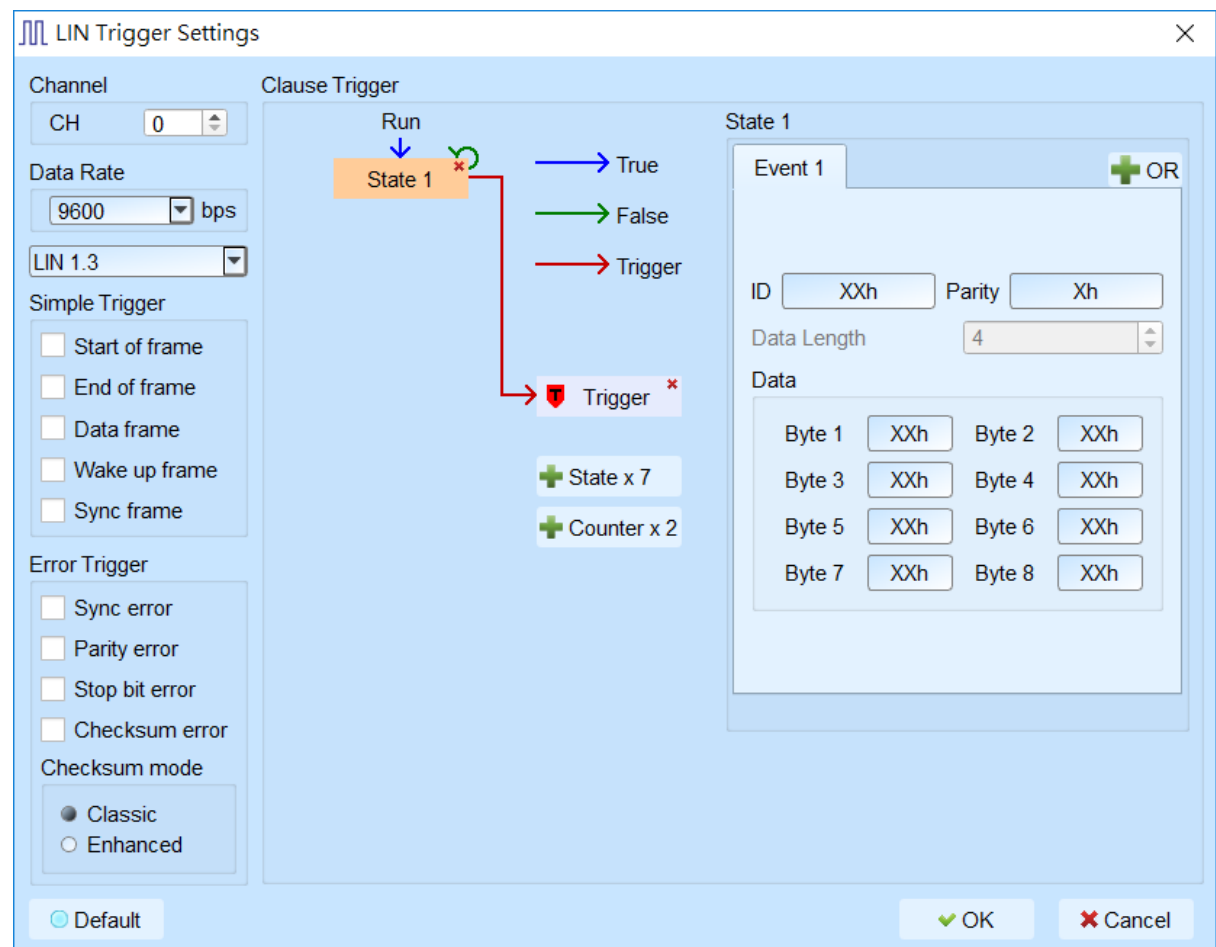 LIN Trigger Settings
Channel
CH 0
Data Rate
9600 bps
LIN 1.3
Simple Trigger
Start of frame
End of frame
Data frame
Wake up frame
Sync frame
Error Trigger
Sync error
Parity error
Stop bit error
Checksum error
Checksum mode
Classic
Enhanced
Default
Clause Trigger
Run
State 1
True
False
Trigger
T Trigger
State x 7
Counter x 2
State 1
Event 1
OR
ID XXh Parity Xh
Data Length 4
Data
Byte 1 XXh Byte 2 XXh
Byte 3 XXh Byte 4 XXh
Byte 5 XXh Byte 6 XXh
Byte 7 XXh Byte 8 XXh
OK
Cancel